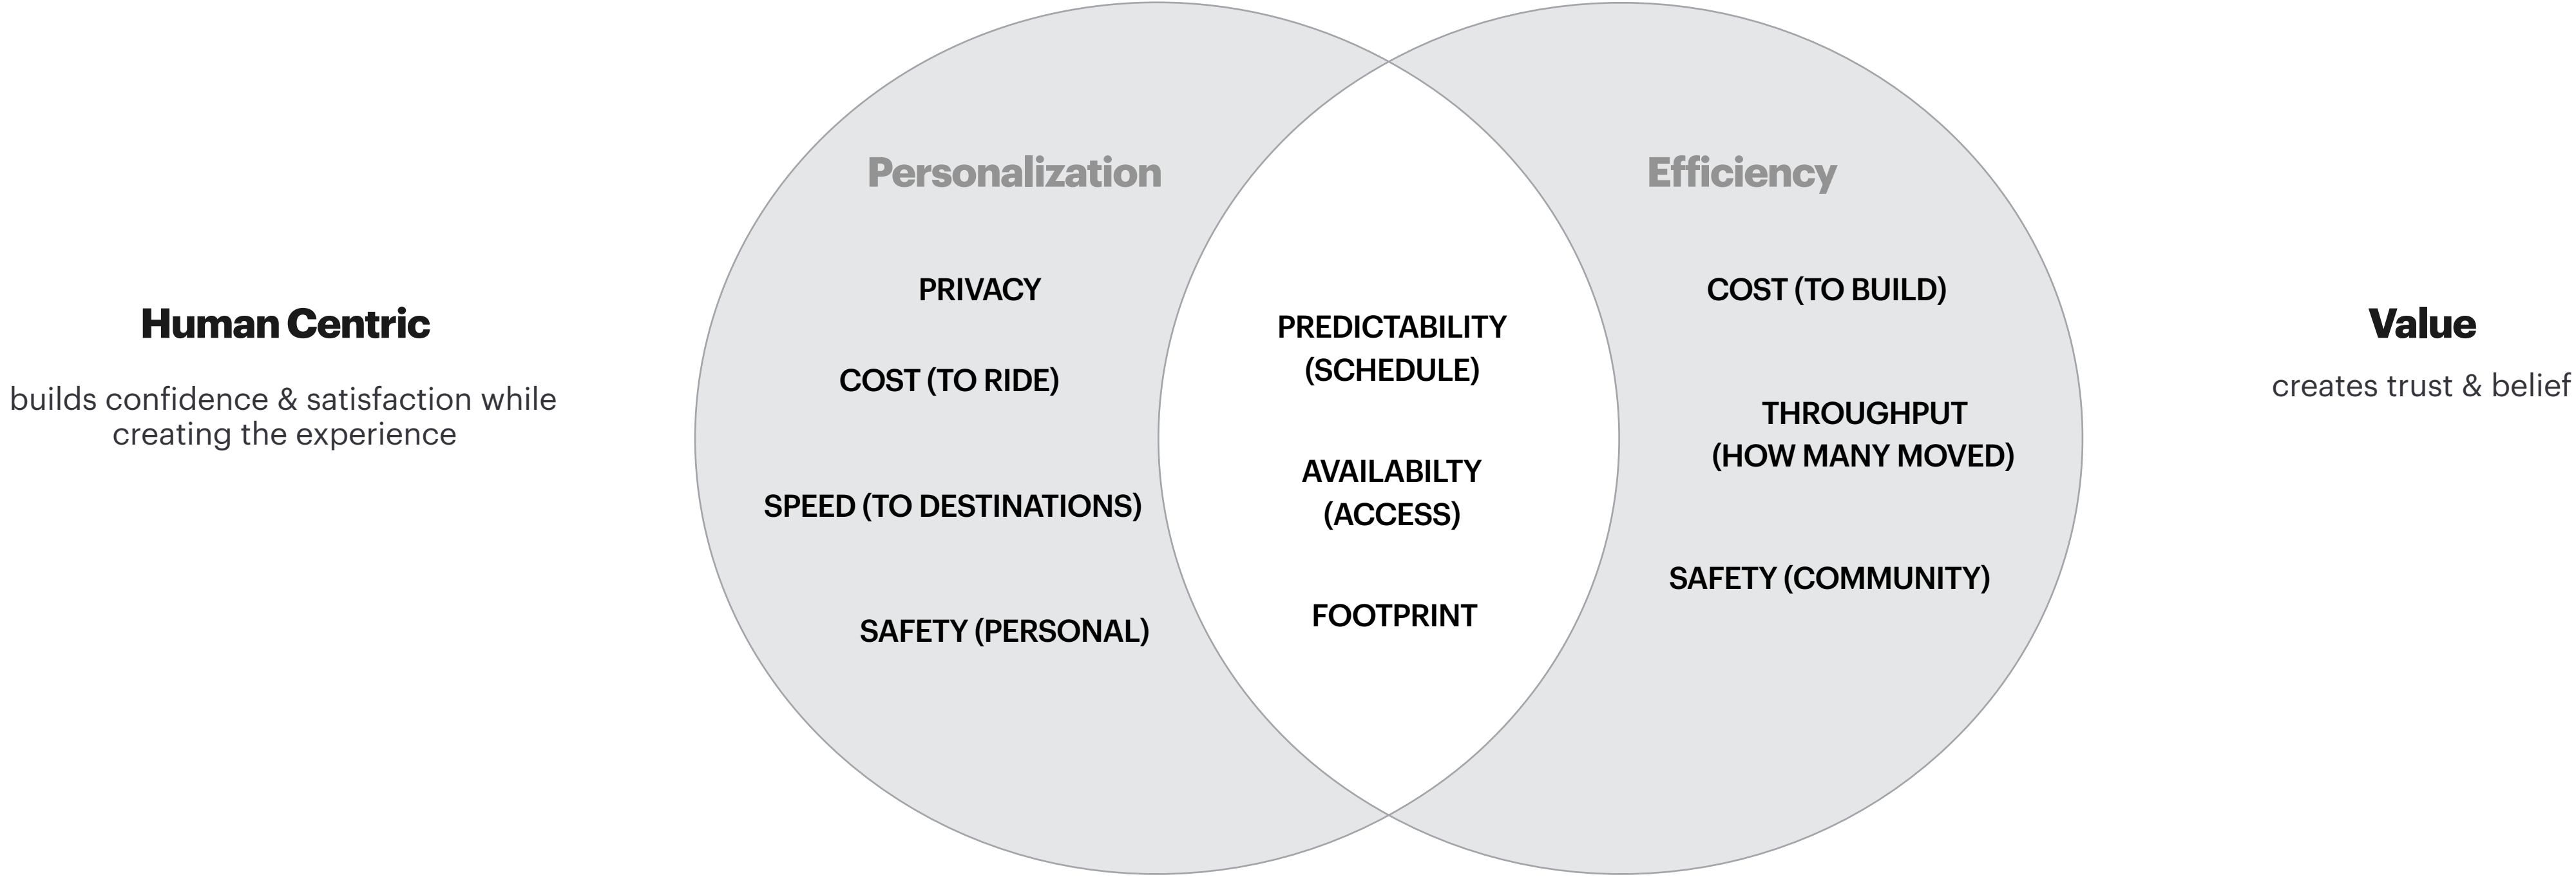 Human Centric
builds confidence & satisfaction while
creating the experience
Personalization
PRIVACY
COST (TO RIDE)
SPEED (TO DESTINATIONS)
SAFETY (PERSONAL)
PREDICTABILITY
(SCHEDULE)
AVAILABILTY
(ACCESS)
FOOTPRINT
Efficiency
COST (TO BUILD)
THROUGHPUT
(HOW MANY MOVED)
SAFETY (COMMUNITY)
Value
creates trust & belief